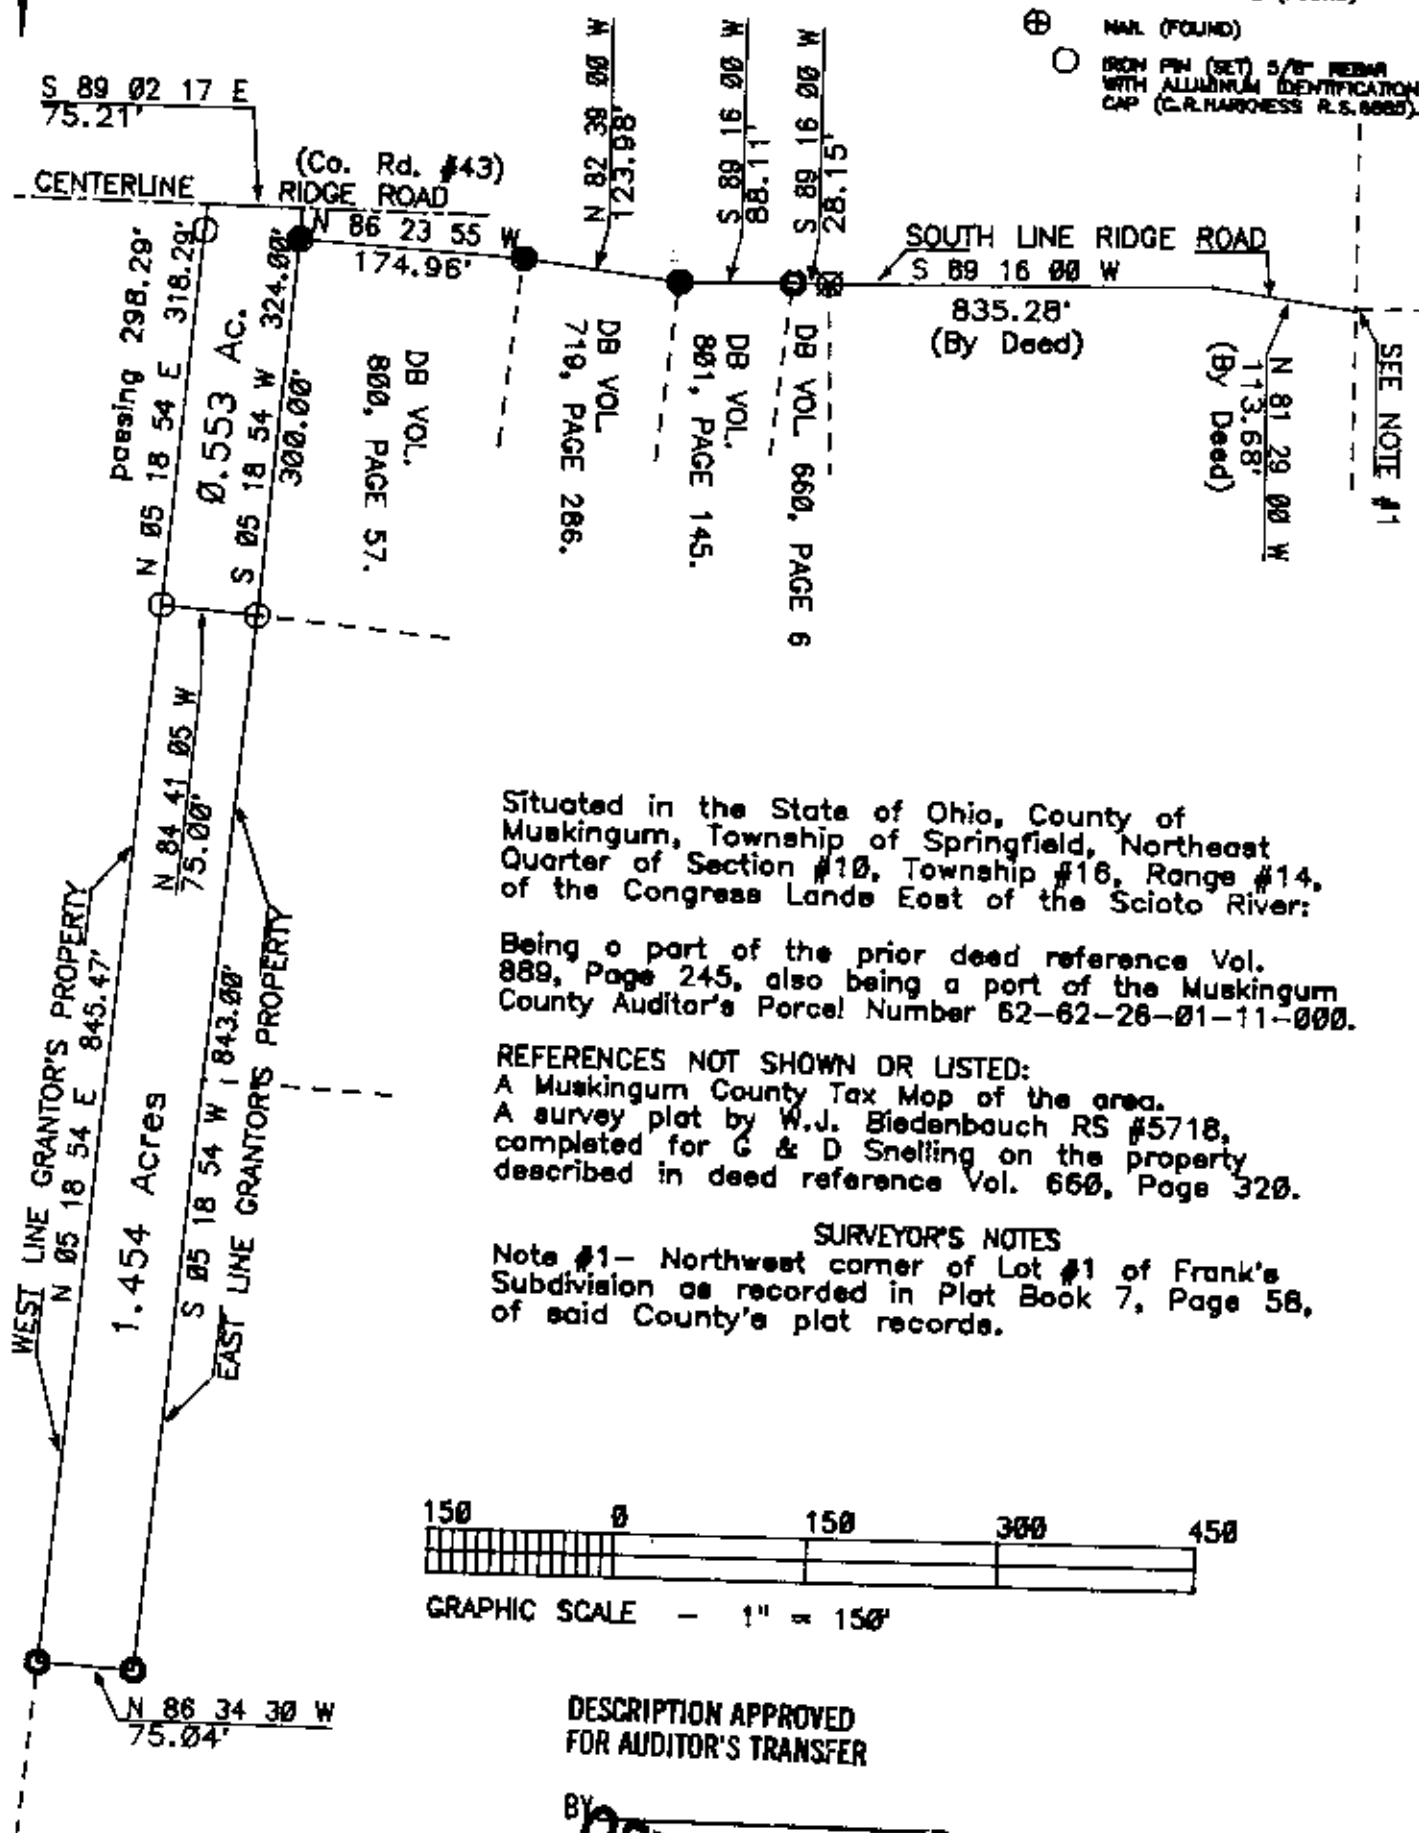 NAIL (FOUND)
IRON PIN (SET) 5/8" REBAR
WITH ALUMINUM IDENTIFICATION
CAP (C.R.HARKNESS R.S.
S 89 02 17 E
75.21'
(Co. Rd. #43)
CENTERLINE
RIDGE ROAD
N 86 23 55 W
174.96'
N 82 39 00 W
123.98'
S 89 16 00 W
88.11'
S 89 16 00 W
28.15'
SOUTH LINE RIDGE ROAD
S 89 16 00 W
835.28'
(By Deed)
N 81 29 00 W
113.68'
(By Deed)
SEE NOTE #1
passing 298.29'
N 05 18 54 E 318.29'
0.553 Ac.
S 05 18 54 W 324.00'
300.00'
DB VOL.
800, PAGE 57.
DB VOL.
719, PAGE 286.
DB VOL.
801, PAGE 145.
DB VOL. 660, PAGE 6
N 84 41 05 W
75.00'
WEST LINE GRANTOR'S PROPERTY
N 05 18 54 E 845.47'
1.454 Acres
S 05 18 54 W 843.00'
EAST LINE GRANTOR'S PROPERTY
Situated in the State of Ohio, County of
Muskingum, Township of Springfield, Northeast
Quarter of Section #10, Township #16, Range #14,
of the Congress Lands East of the Scioto River:
Being a part of the prior deed reference Vol.
889, Page 245, also being a part of the Muskingum
County Auditor's Parcel Number 62-62-26-01-11-000.
REFERENCES NOT SHOWN OR LISTED:
A Muskingum County Tax Map of the area.
A survey plat by W.J. Biedenbauch RS #5718,
completed for G & D Snelling on the property
described in deed reference Vol. 660, Page 320.
SURVEYOR'S NOTES
Note #1- Northwest corner of Lot #1 of Frank's
Subdivision as recorded in Plat Book 7, Page 58,
of said County's plat records.
150 0 150 300 450
GRAPHIC SCALE - 1" = 150'
N 86 34 30 W
75.04'
DESCRIPTION APPROVED
FOR AUDITOR'S TRANSFER
BY